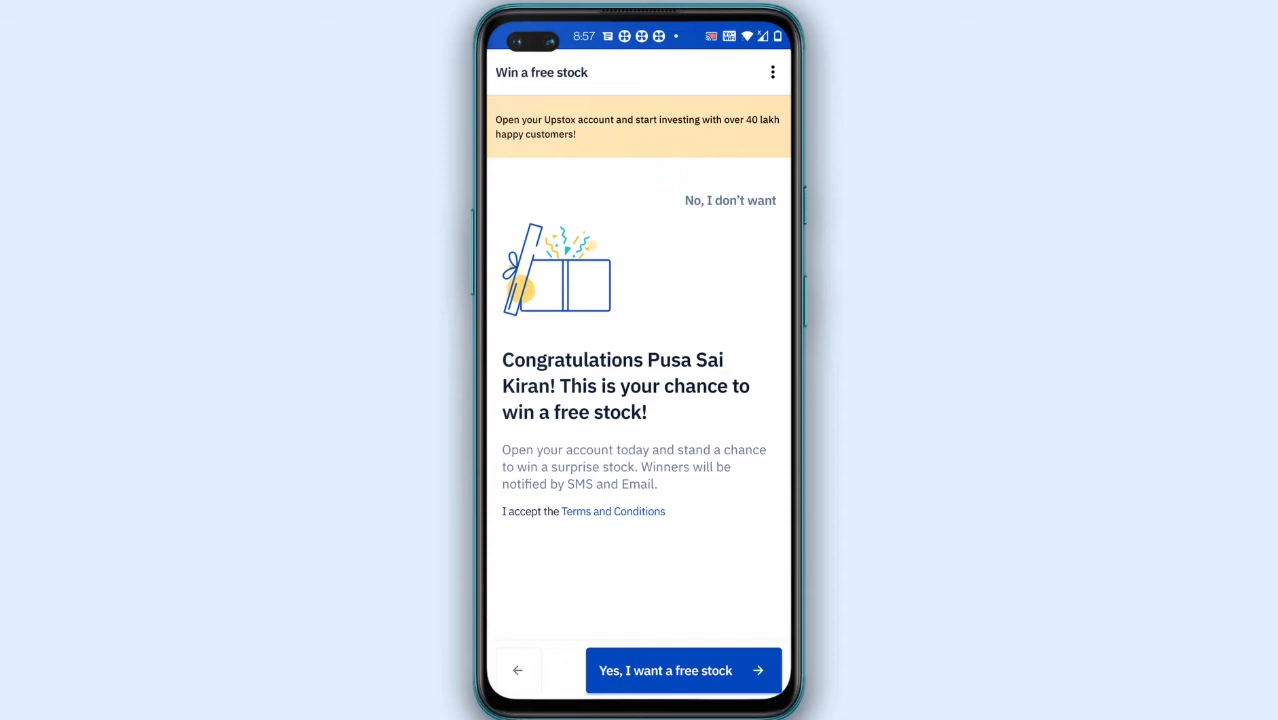 8:57
Win a free stock
Open your Upstox account and start investing with over 40 lakh
happy customers!
No, I don't want
Congratulations Pusa Sai
Kiran! This is your chance to
win a free stock!
Open your account today and stand a chance
to win a surprise stock. Winners will be
notified by SMS and Email.
I accept the Terms and Conditions
Yes, I want a free stock